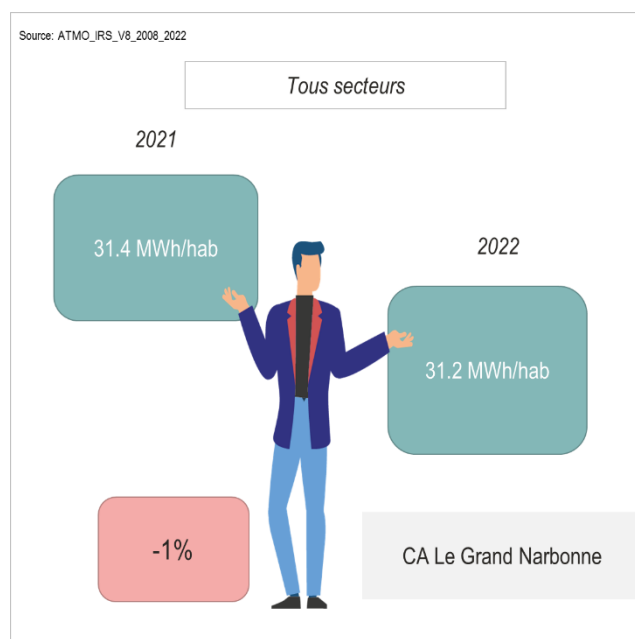 Source: ATMO_IRS_V8_2008_2022
Tous secteurs
2021
31.4 MWh/hab
2022
31.2 MWh/hab
-1%
CA Le Grand Narbonne